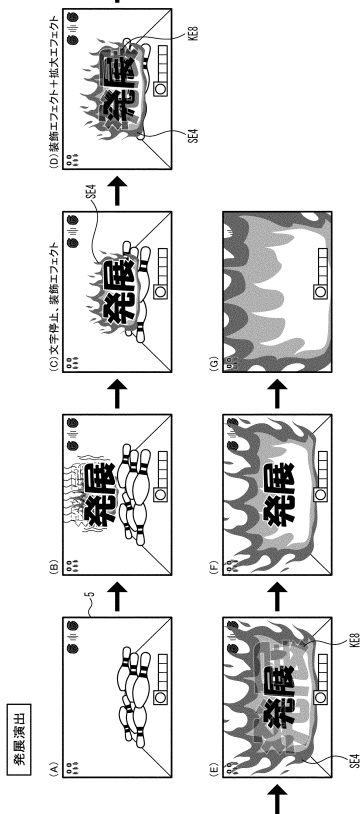 発展演出
(A)
5
(B)
発展
(C)文字停止、装飾エフェクト
発展
SE4
(D)装飾エフェクト+拡大エフェクト
発展
KE8
SE4
(E)
発展
KE8
SE4
(F)
発展
(G)